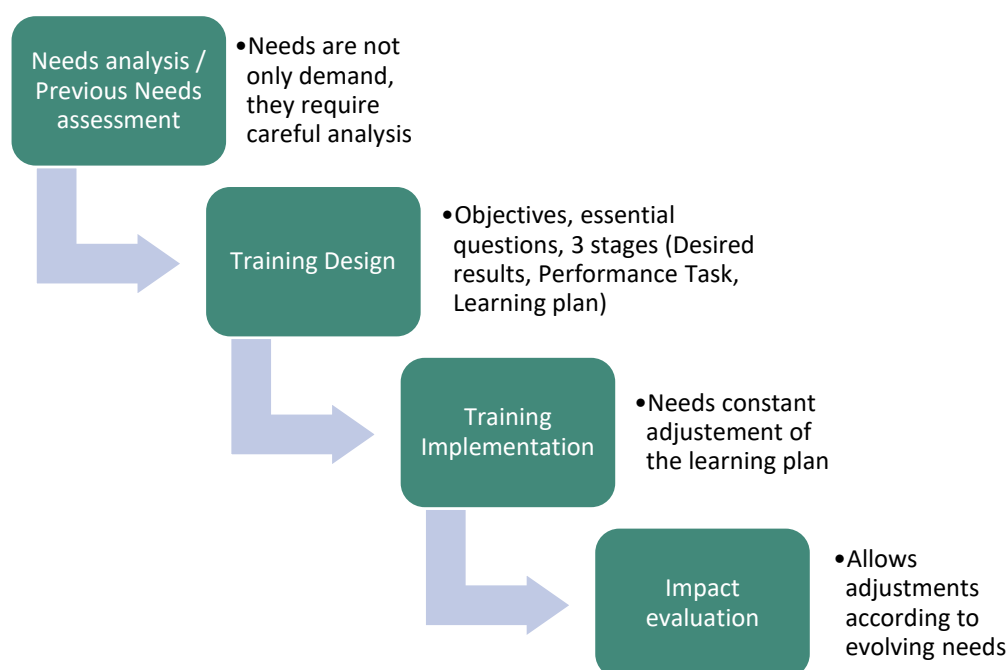 Needs analysis /
Previous Needs
assessment
•Needs are not
only demand,
they require
careful analysis
Training Design
•Objectives, essential
questions, 3 stages (Desired
results, Performance Task,
Learning plan)
Training
Implementation
•Needs constant
adjustement of
the learning plan
Impact
evaluation
•Allows
adjustments
according to
evolving needs